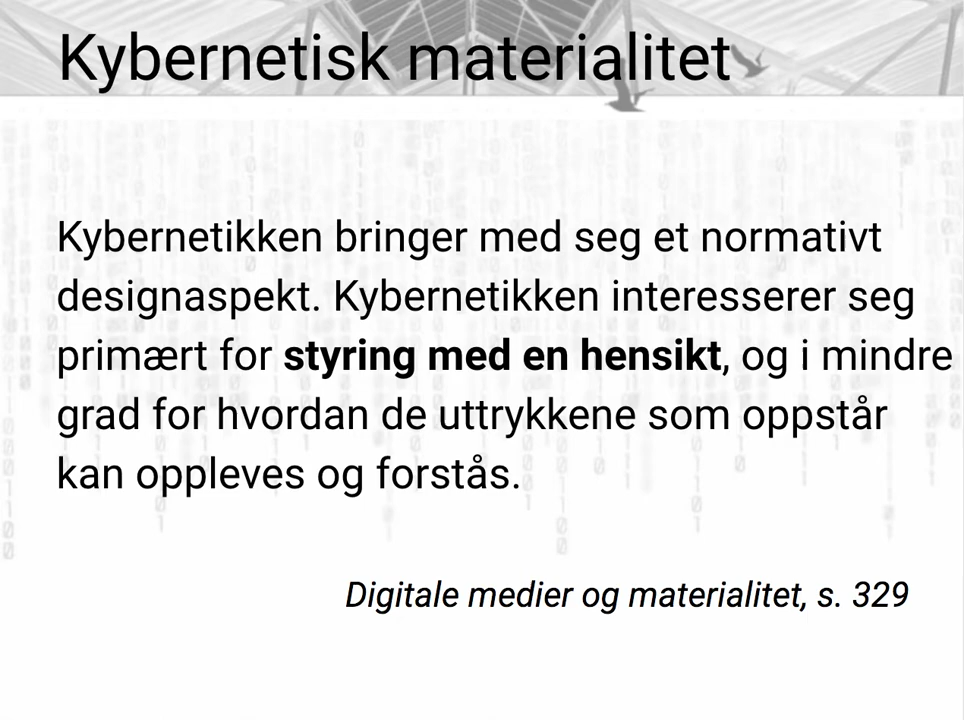 Kybernetisk materialitet
Kybernetikken bringer med seg et normativt
designaspekt. Kybernetikken interesserer seg
primært for styring med en hensikt, og i mindre
grad for hvordan de uttrykkene som oppstår
kan oppleves og forstås.
Digitale medier og materialitet, s. 329